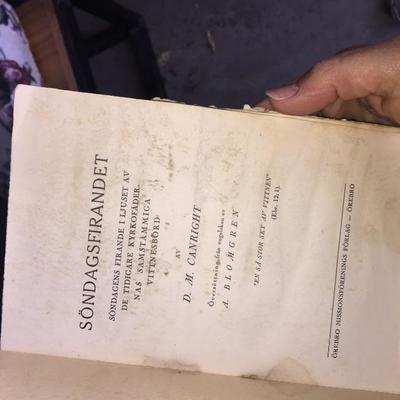 SÖNDAGSFIRANDET
SÖNDAGENS FIRANDE I LJUSET AV
DE TIDIGARE KYRKOFÄDER-
NAS SAMSTÄMMIGA
VITTNESBÖRD
AV
D. M. CANRIGHT
Översättning från engelskan av
A. BLOMGREN
"EN SÅ STOR SKY AV VITTNEN"
(Ebr. 12:1).
ÖREBRO MISSIONSFÖRENINGS FÖRLAG — ÖREBRO